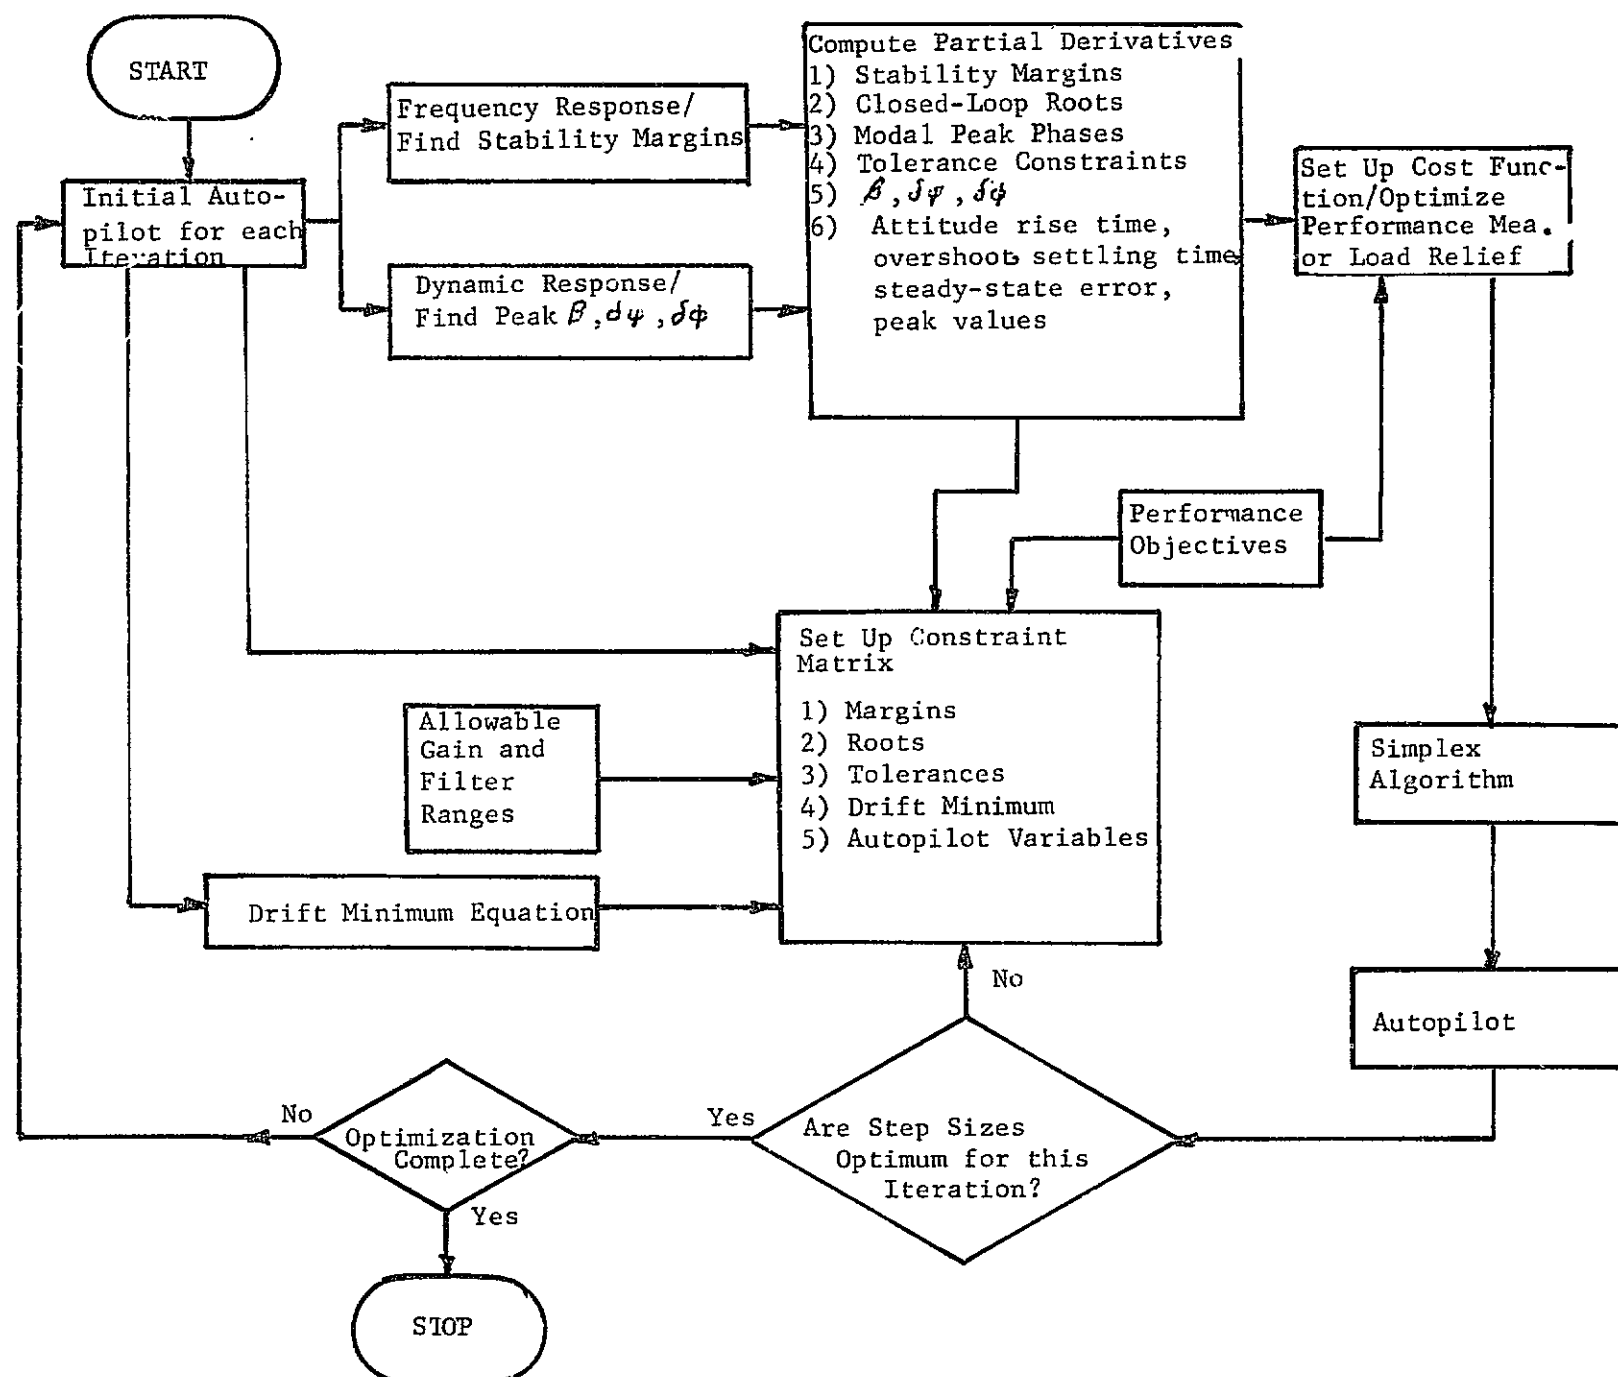 START
Frequency Response/
Find Stability Margins
Compute Partial Derivatives
1) Stability Margins
2) Closed-Loop Roots
3) Modal Peak Phases
4) Tolerance Constraints
5) β, δψ, δφ
6) Attitude rise time,
overshoot settling time
steady-state error,
peak values
Set Up Cost Func-
tion/Optimize
Performance Mea.
or Load Relief
Initial Auto-
pilot for each
Iteration
Dynamic Response/
Find Peak β, δψ, δφ
Performance
Objectives
Set Up Constraint
Matrix
1) Margins
2) Roots
3) Tolerances
4) Drift Minimum
5) Autopilot Variables
Allowable
Gain and
Filter
Ranges
Simplex
Algorithm
Drift Minimum Equation
No
Autopilot
Are Step Sizes
Optimum for this
Iteration?
Yes
No
Optimization
Complete?
Yes
STOP